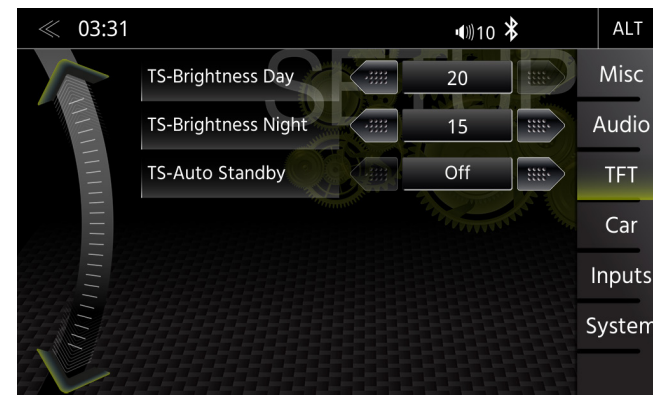 03:31
10
ALT
SETUP
TS-Brightness Day
20
Misc
TS-Brightness Night
15
Audio
TS-Auto Standby
Off
TFT
Car
Inputs
System